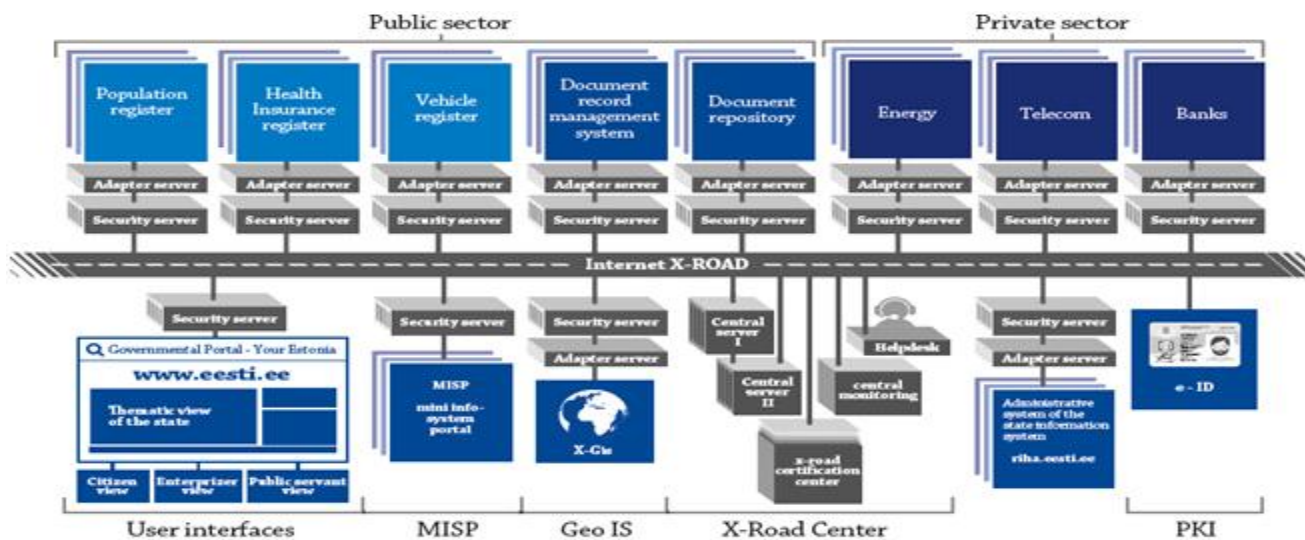 Public sector
Private sector
Population
register
Health
Insurance
register
Vehicle
register
Document
record
management
system
Document
repository
Energy
Telecom
Banks
Adapter server
Adapter server
Adapter server
Adapter server
Adapter server
Adapter server
Adapter server
Adapter server
Security server
Security server
Security server
Security server
Security server
Security server
Security server
Security server
Internet X-ROAD
Security server
Governmental Portal - Your Estonia
www.eesti.ee
Thematic view
of the state
Citizen
view
Enterprizer
view
Public servant
view
Security server
MISP
mini info-
system
portal
Security server
Adapter server
X-Gis
Central
server
I
Central
server
II
x-road
certification
center
central
monitoring
Helpdesk
Security server
Adapter server
Administrative
system of the
state information
system
riha.eesti.ee
e - ID
User interfaces
MISP
Geo IS
X-Road Center
PKI